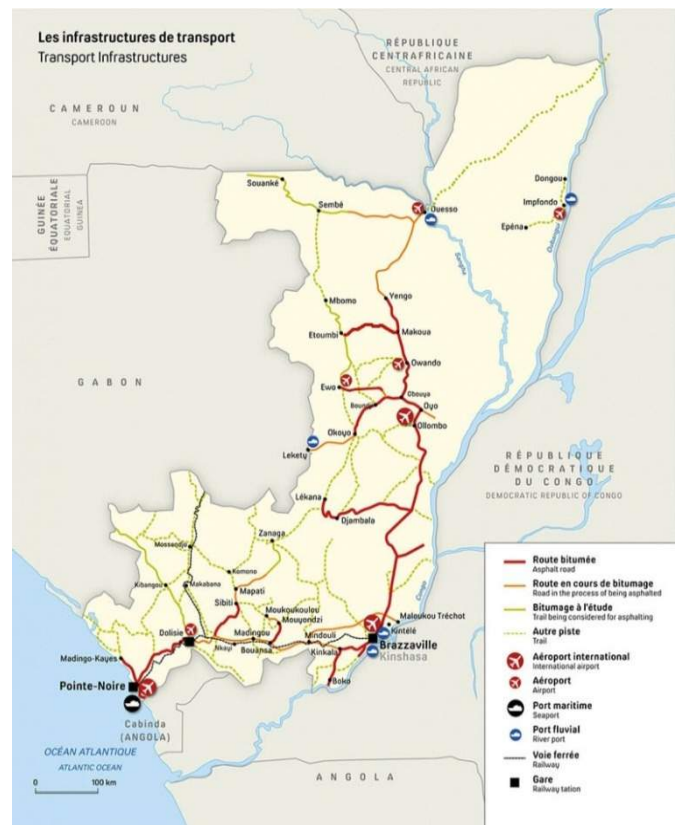 Les infrastructures de transport
Transport Infrastructures
RÉPUBLIQUE
CENTRAFRICAINE
CENTRAL AFRICAN
REPUBLIC
CAMEROUN
CAMEROON
GUINÉE
ÉQUATORIALE
EQUATORIAL
GUINEA
Souanké
Sembé
Ouesso
Dongou
Impfondo
Epéna
Oubangui
Sangha
Mbomo
Yengo
Etoumbi
Makoua
Owando
GABON
Ewo
Gbouya
Boundji
Oyo
Ollombo
Okoyo
Lekety
RÉPUBLIQUE
DÉMOCRATIQUE
DU CONGO
DEMOCRATIC REPUBLIC OF CONGO
Lékana
Djambala
Zanaga
Mossendjo
Komono
Kibangou
Makabana
Mapati
Sibiti
Moukoukoulou
Mouyondzi
Congo
Maloukou Tréchot
Kintélé
Dolisie
Madingou
Mindouli
Nkayi
Bouansa
Kinkala
Brazzaville
Kinshasa
Madingo-Kayes
Boko
Pointe-Noire
Cabinda
(ANGOLA)
OCÉAN ATLANTIQUE
ATLANTIC OCEAN
0 100 km
ANGOLA
Route bitumée
Asphalt road
Route en cours de bitumage
Road in the process of being asphalted
Bitumage à l'étude
Trail being considered for asphalting
Autre piste
Trail
Aéroport international
International airport
Aéroport
Airport
Port maritime
Seaport
Port fluvial
River port
Voie ferrée
Railway
Gare
Railway tation